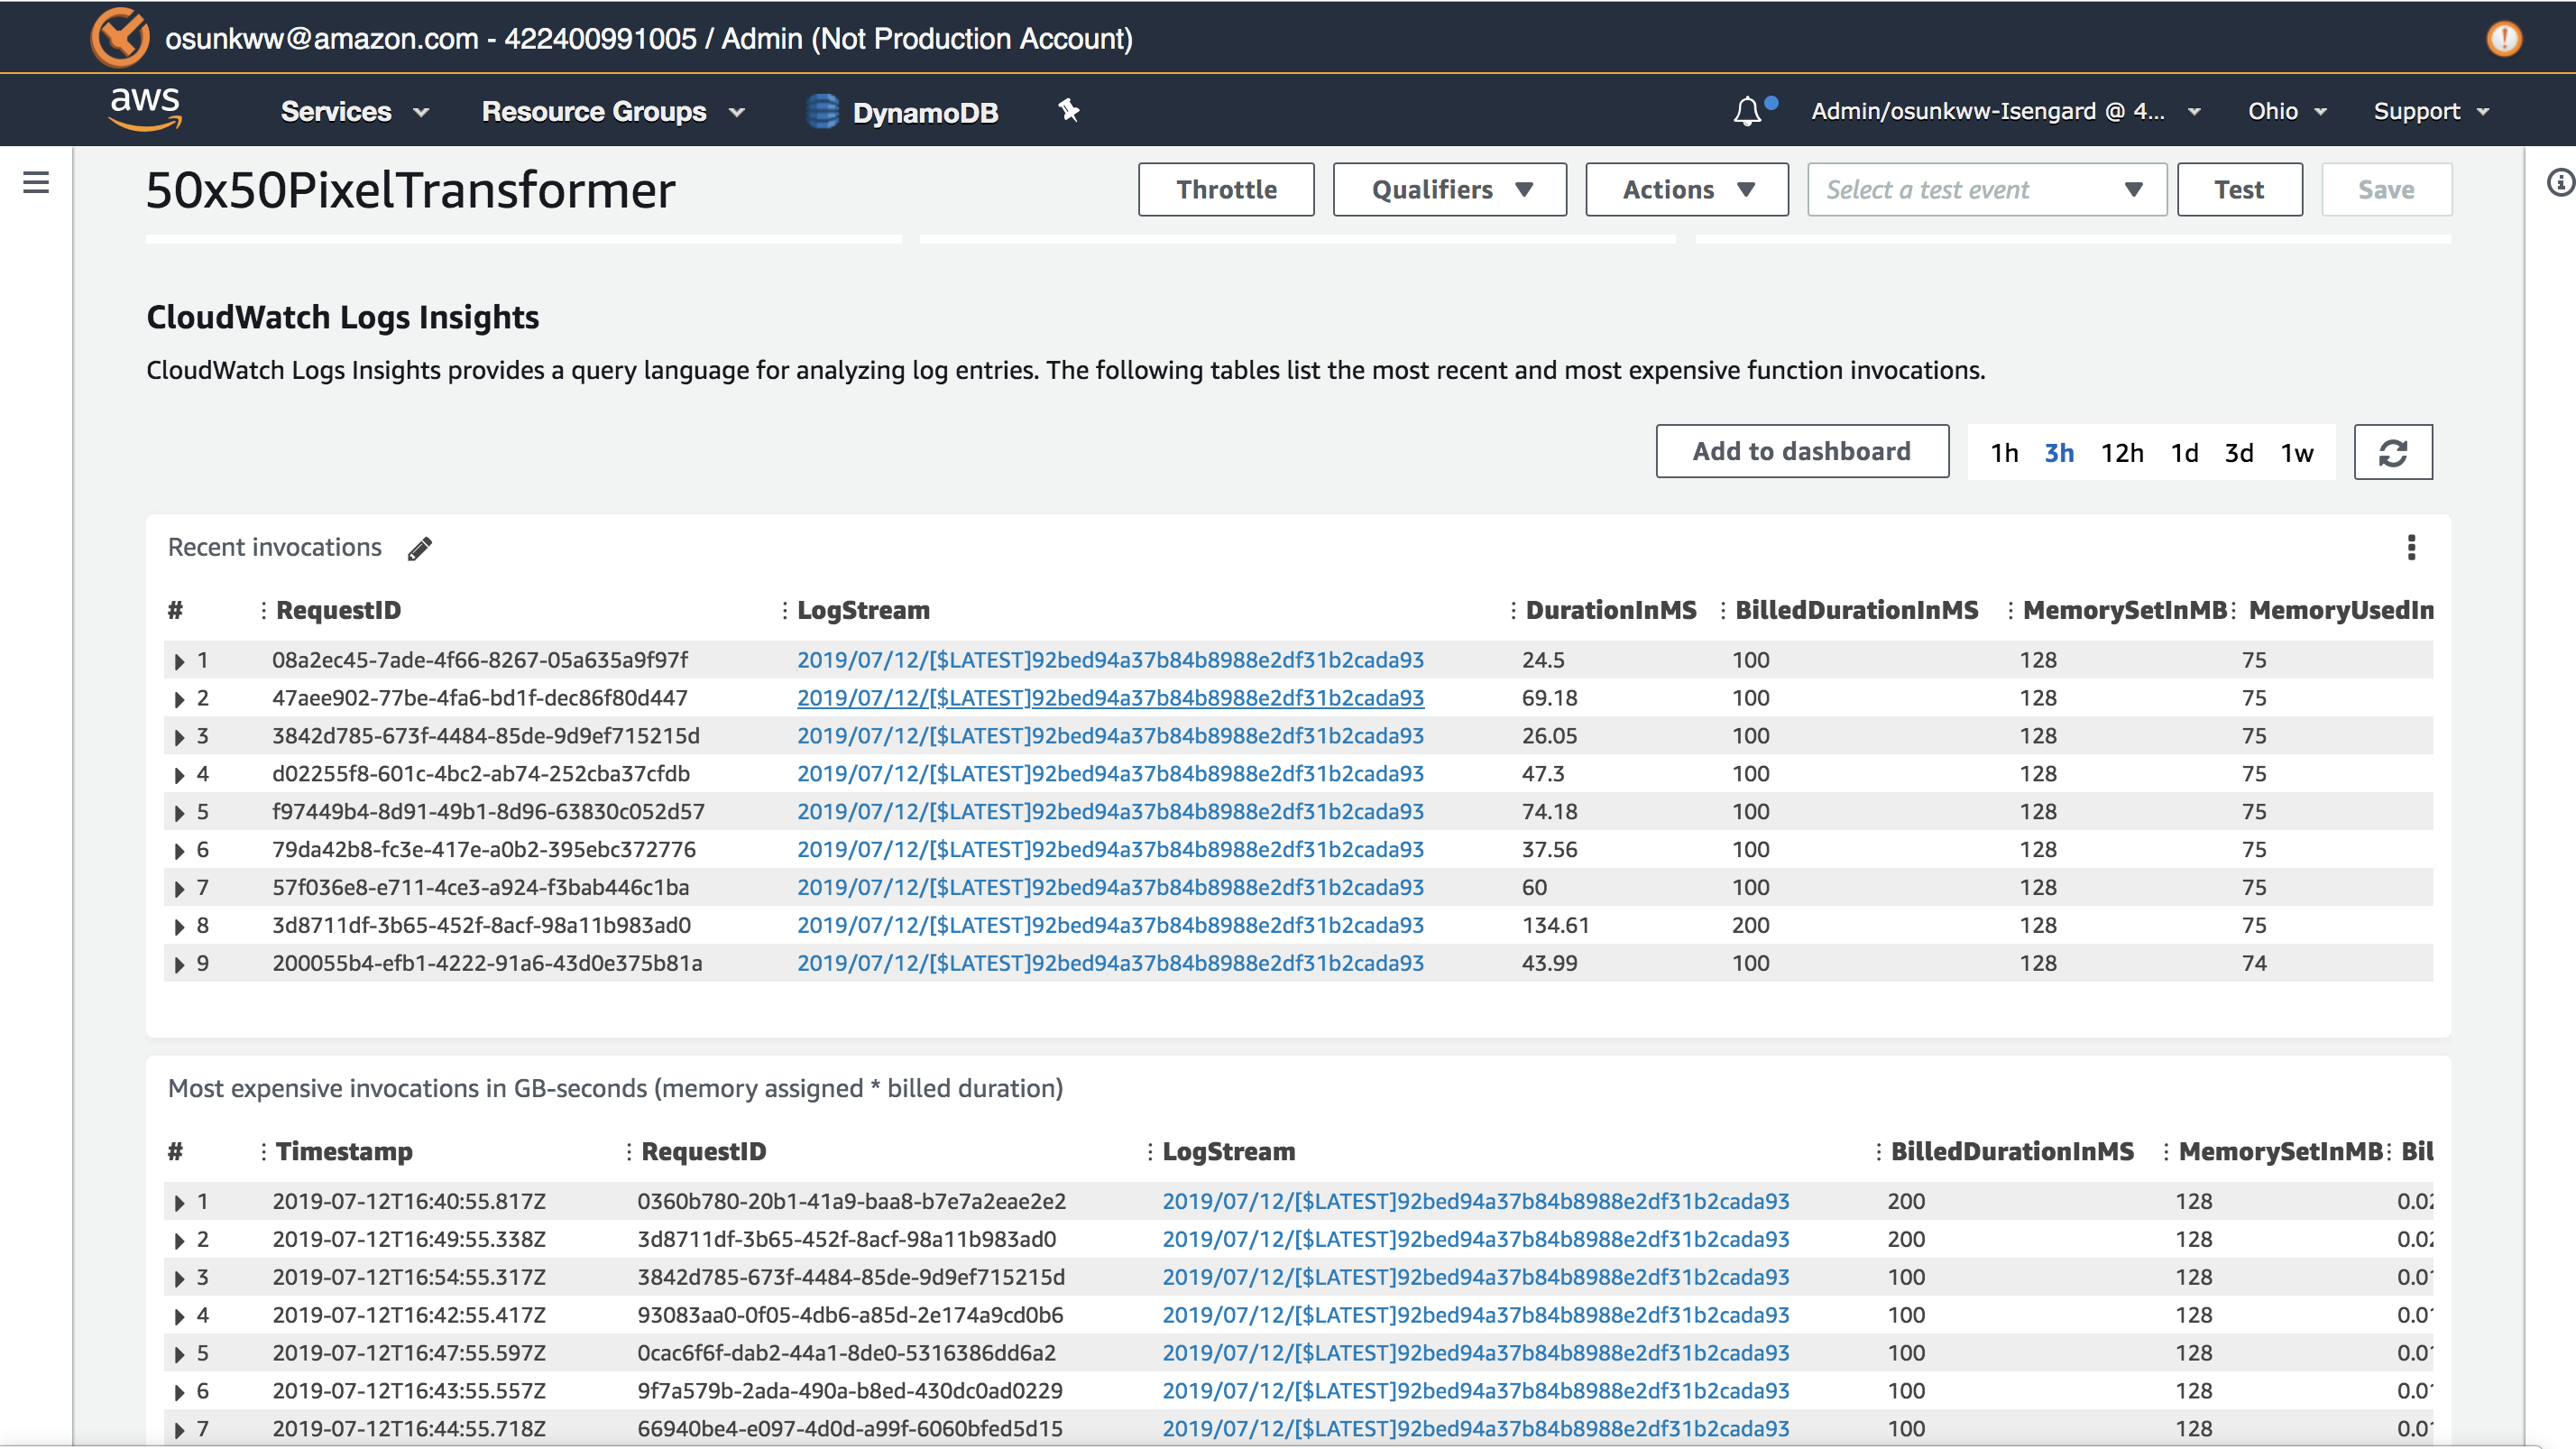 osunkww@amazon.com - 422400991005 / Admin (Not Production Account)
aws Services Resource Groups DynamoDB Admin/osunkww-Isengard @ 4... Ohio Support
50x50PixelTransformer Throttle Qualifiers Actions Select a test event Test Save
CloudWatch Logs Insights
CloudWatch Logs Insights provides a query language for analyzing log entries. The following tables list the most recent and most expensive function invocations.
Add to dashboard 1h 3h 12h 1d 3d 1w
Recent invocations
# RequestID LogStream DurationInMS BilledDurationInMS MemorySetInMB MemoryUsedIn
1 08a2ec45-7ade-4f66-8267-05a635a9f97f 2019/07/12/[$LATEST]92bed94a37b84b8988e2df31b2cada93 24.5 100 128 75
2 47aee902-77be-4fa6-bd1f-dec86f80d447 2019/07/12/[$LATEST]92bed94a37b84b8988e2df31b2cada93 69.18 100 128 75
3 3842d785-673f-4484-85de-9d9ef715215d 2019/07/12/[$LATEST]92bed94a37b84b8988e2df31b2cada93 26.05 100 128 75
4 d02255f8-601c-4bc2-ab74-252cba37cfdb 2019/07/12/[$LATEST]92bed94a37b84b8988e2df31b2cada93 47.3 100 128 75
5 f97449b4-8d91-49b1-8d96-63830c052d57 2019/07/12/[$LATEST]92bed94a37b84b8988e2df31b2cada93 74.18 100 128 75
6 79da42b8-fc3e-417e-a0b2-395ebc372776 2019/07/12/[$LATEST]92bed94a37b84b8988e2df31b2cada93 37.56 100 128 75
7 57f036e8-e711-4ce3-a924-f3bab446c1ba 2019/07/12/[$LATEST]92bed94a37b84b8988e2df31b2cada93 60 100 128 75
8 3d8711df-3b65-452f-8acf-98a11b983ad0 2019/07/12/[$LATEST]92bed94a37b84b8988e2df31b2cada93 134.61 200 128 75
9 200055b4-efb1-4222-91a6-43d0e375b81a 2019/07/12/[$LATEST]92bed94a37b84b8988e2df31b2cada93 43.99 100 128 74
Most expensive invocations in GB-seconds (memory assigned * billed duration)
# Timestamp RequestID LogStream BilledDurationInMS MemorySetInMB Bil
1 2019-07-12T16:40:55.817Z 0360b780-20b1-41a9-baa8-b7e7a2eae2e2 2019/07/12/[$LATEST]92bed94a37b84b8988e2df31b2cada93 200 128 0.02
2 2019-07-12T16:49:55.338Z 3d8711df-3b65-452f-8acf-98a11b983ad0 2019/07/12/[$LATEST]92bed94a37b84b8988e2df31b2cada93 200 128 0.02
3 2019-07-12T16:54:55.317Z 3842d785-673f-4484-85de-9d9ef715215d 2019/07/12/[$LATEST]92bed94a37b84b8988e2df31b2cada93 100 128 0.01
4 2019-07-12T16:42:55.417Z 93083aa0-0f05-4db6-a85d-2e174a9cd0b6 2019/07/12/[$LATEST]92bed94a37b84b8988e2df31b2cada93 100 128 0.01
5 2019-07-12T16:47:55.597Z 0cac6f6f-dab2-44a1-8de0-5316386dd6a2 2019/07/12/[$LATEST]92bed94a37b84b8988e2df31b2cada93 100 128 0.01
6 2019-07-12T16:43:55.557Z 9f7a579b-2ada-490a-b8ed-430dc0ad0229 2019/07/12/[$LATEST]92bed94a37b84b8988e2df31b2cada93 100 128 0.01
7 2019-07-12T16:44:55.718Z 66940be4-e097-4d0d-a99f-6060bfed5d15 2019/07/12/[$LATEST]92bed94a37b84b8988e2df31b2cada93 100 128 0.01